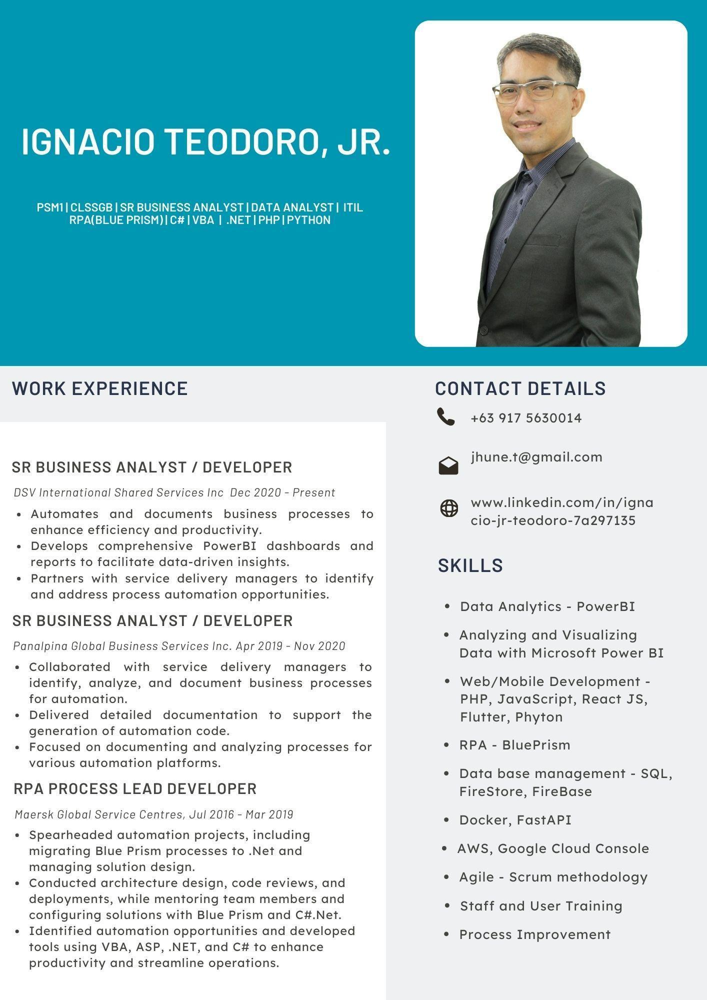 IGNACIO TEODORO, JR.
PSM1 | CLSSGB | SR BUSINESS ANALYST | DATA ANALYST | ITIL
RPA(BLUE PRISM) | C# | VBA | .NET | PHP | PYTHON
WORK EXPERIENCE
SR BUSINESS ANALYST / DEVELOPER
DSV International Shared Services Inc Dec 2020 - Present
• Automates and documents business processes to
enhance efficiency and productivity.
• Develops comprehensive PowerBI dashboards and
reports to facilitate data-driven insights.
• Partners with service delivery managers to identify
and address process automation opportunities.
SR BUSINESS ANALYST / DEVELOPER
Panalpina Global Business Services Inc. Apr 2019 - Nov 2020
• Collaborated with service delivery managers to
identify, analyze, and document business processes
for automation.
• Delivered detailed documentation to support the
generation of automation code.
• Focused on documenting and analyzing processes for
various automation platforms.
RPA PROCESS LEAD DEVELOPER
Maersk Global Service Centres, Jul 2016 - Mar 2019
• Spearheaded automation projects, including
migrating Blue Prism processes to .Net and
managing solution design.
• Conducted architecture design, code reviews, and
deployments, while mentoring team members and
configuring solutions with Blue Prism and C#.Net.
• Identified automation opportunities and developed
tools using VBA, ASP, .NET, and C# to enhance
productivity and streamline operations.
CONTACT DETAILS
+63 917 5630014
jhune.t@gmail.com
www.linkedin.com/in/igna
cio-jr-teodoro-7a297135
SKILLS
• Data Analytics - PowerBI
• Analyzing and Visualizing
Data with Microsoft Power BI
• Web/Mobile Development -
PHP, JavaScript, React JS,
Flutter, Phyton
• RPA - BluePrism
• Data base management - SQL,
FireStore, FireBase
• Docker, FastAPI
• AWS, Google Cloud Console
• Agile - Scrum methodology
• Staff and User Training
• Process Improvement